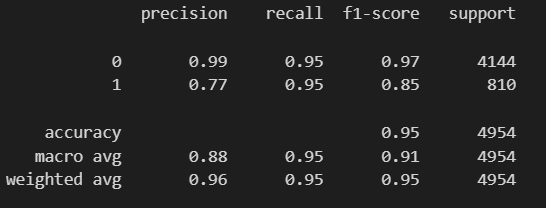 precision recall f1-score support
0 0.99 0.95 0.97 4144
1 0.77 0.95 0.85 810
accuracy 0.95 4954
macro avg 0.88 0.95 0.91 4954
weighted avg 0.96 0.95 0.95 4954